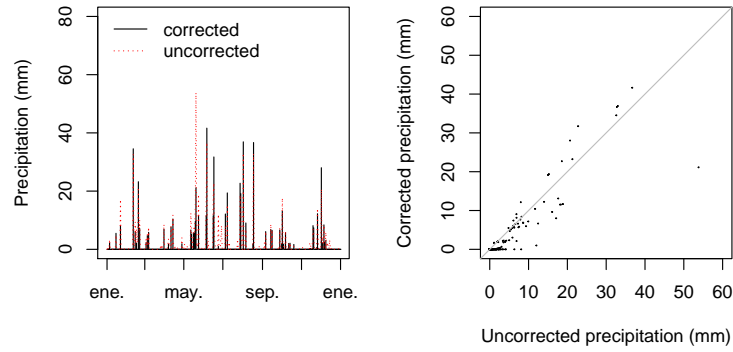 Precipitation (mm)
80
60
40
20
0
corrected
uncorrected
ene. may. sep. ene.
Corrected precipitation (mm)
60
50
40
30
20
10
0
0 10 20 30 40 50 60
Uncorrected precipitation (mm)